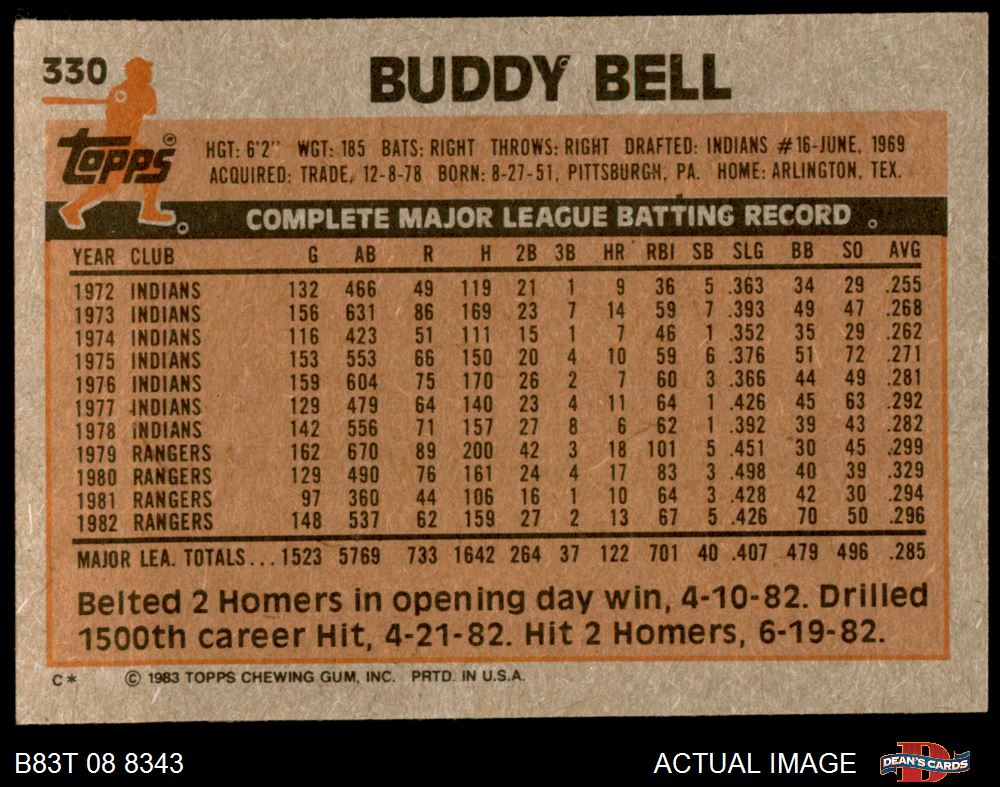 330
BUDDY BELL
topps®
HGT: 6'2" WGT: 185 BATS: RIGHT THROWS: RIGHT DRAFTED: INDIANS #16-JUNE, 1969
ACQUIRED: TRADE, 12-8-78 BORN: 8-27-51, PITTSBURGH, PA. HOME: ARLINGTON, TEX.
COMPLETE MAJOR LEAGUE BATTING RECORD
YEAR CLUB G AB R H 2B 3B HR RBI SB SLG BB SO AVG
1972 INDIANS 132 466 49 119 21 1 9 36 5 .363 34 29 .255
1973 INDIANS 156 631 86 169 23 7 14 59 7 .393 49 47 .268
1974 INDIANS 116 423 51 111 15 1 7 46 1 .352 35 29 .262
1975 INDIANS 153 553 66 150 20 4 10 59 6 .376 51 72 .271
1976 INDIANS 159 604 75 170 26 2 7 60 3 .366 44 49 .281
1977 INDIANS 129 479 64 140 23 4 11 64 1 .426 45 63 .292
1978 INDIANS 142 556 71 157 27 8 6 62 1 .392 39 43 .282
1979 RANGERS 162 670 89 200 42 3 18 101 5 .451 30 45 .299
1980 RANGERS 129 490 76 161 24 4 17 83 3 .498 40 39 .329
1981 RANGERS 97 360 44 106 16 1 10 64 3 .428 42 30 .294
1982 RANGERS 148 537 62 159 27 2 13 67 5 .426 70 50 .296
MAJOR LEA. TOTALS... 1523 5769 733 1642 264 37 122 701 40 .407 479 496 .285
Belted 2 Homers in opening day win, 4-10-82. Drilled
1500th career Hit, 4-21-82. Hit 2 Homers, 6-19-82.
C* © 1983 TOPPS CHEWING GUM, INC. PRTD. IN U.S.A.
B83T 08 8343
ACTUAL IMAGE
D
DEAN'S CARDS